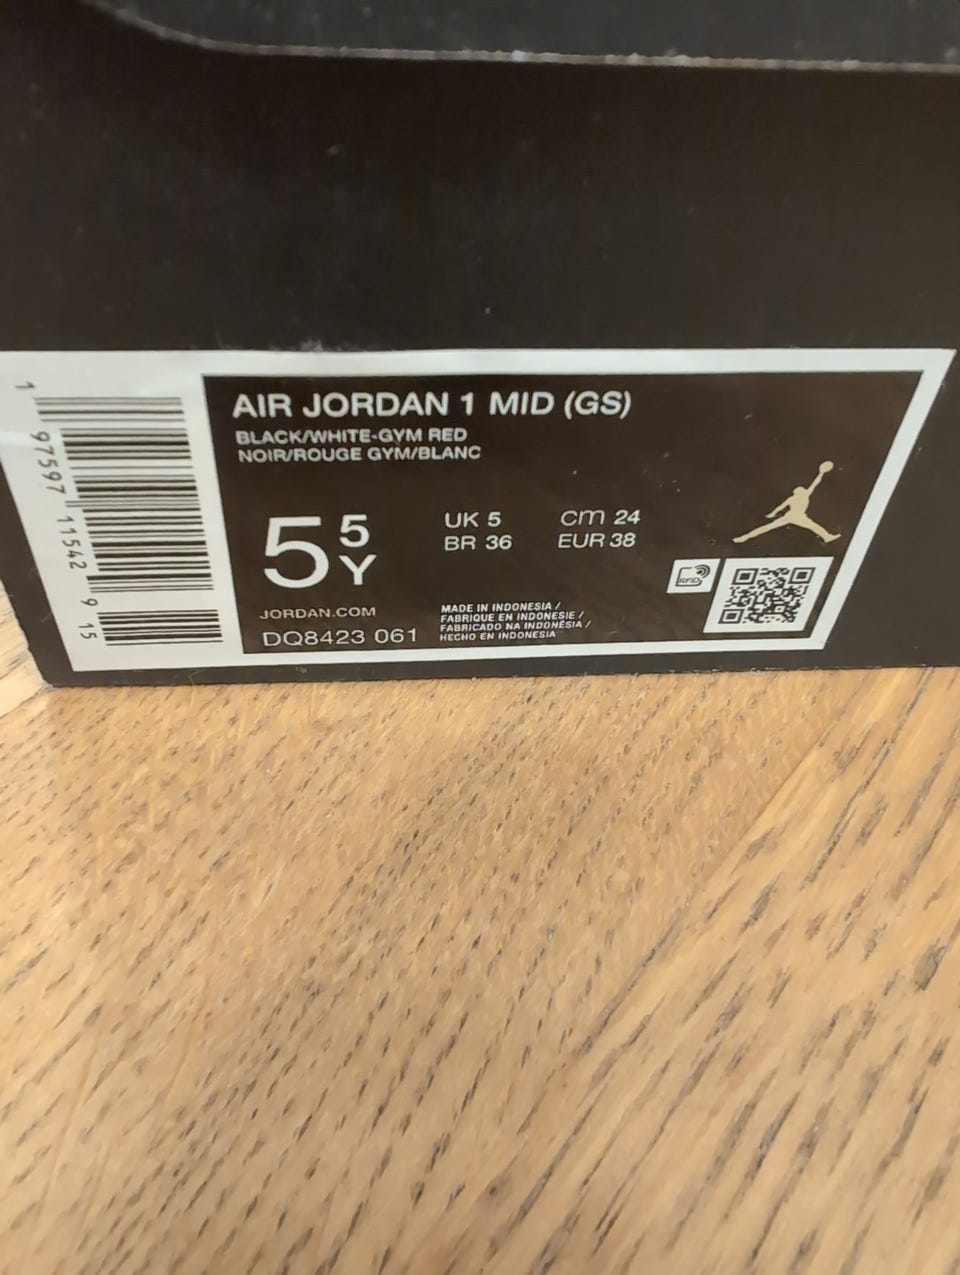 AIR JORDAN 1 MID (GS)
BLACK/WHITE-GYM RED
NOIR/ROUGE GYM/BLANC
5 5 Y
UK 5
CM 24
BR 36
EUR 38
JORDAN.COM
DQ8423 061
MADE IN INDONESIA /
FABRIQUE EN INDONESIE /
FABRICADO NA INDONÉSIA /
HECHO EN INDONESIA
RFID
1 97597 11542 9 15